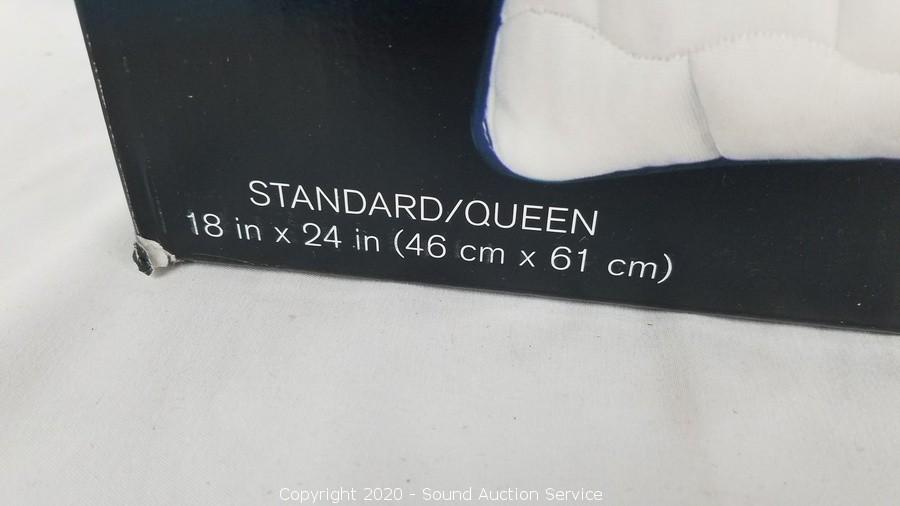 STANDARD/QUEEN
18 in x 24 in (46 cm x 61 cm)
Copyright 2020 - Sound Auction Service